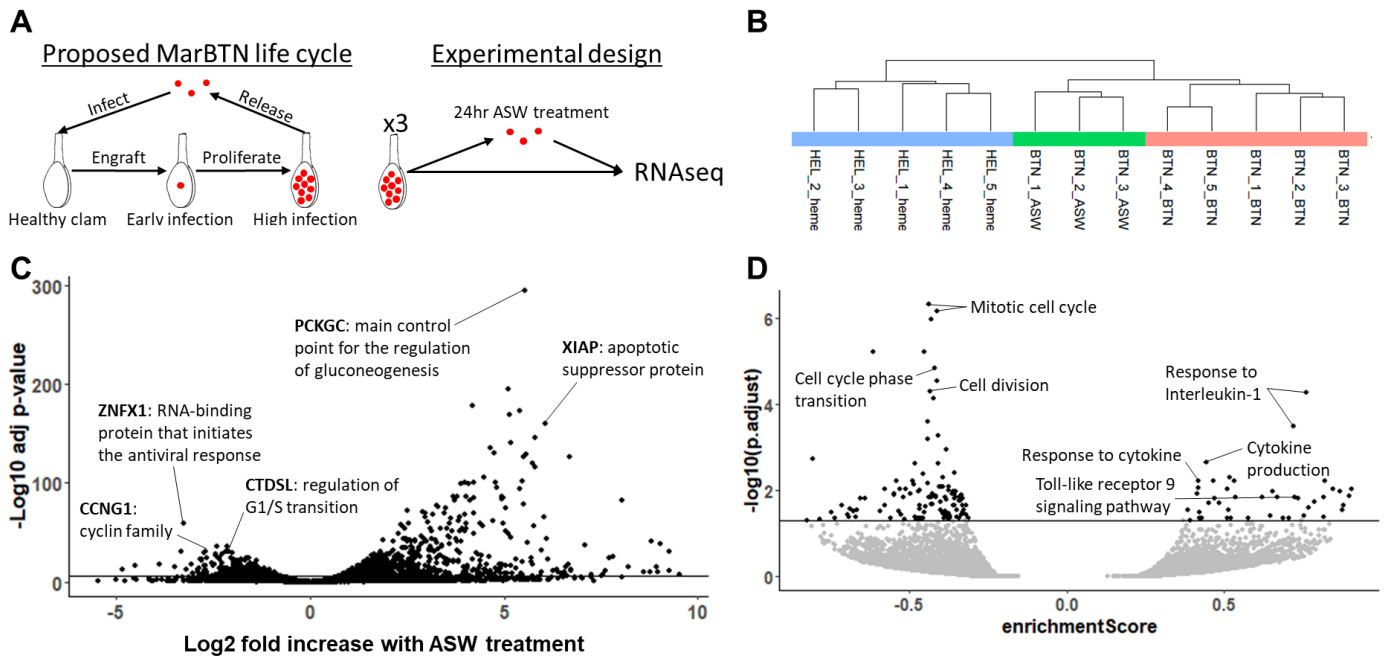 A
Proposed MarBTN life cycle
Infect
Release
Engraft
Proliferate
Healthy clam
Early infection
High infection
Experimental design
x3
24hr ASW treatment
RNAseq
B
HEL_2_heme
HEL_3_heme
HEL_1_heme
HEL_4_heme
HEL_5_heme
BTN_1_ASW
BTN_2_ASW
BTN_3_ASW
BTN_4_BTN
BTN_5_BTN
BTN_1_BTN
BTN_2_BTN
BTN_3_BTN
C
-Log10 adj p-value
300
200
100
0
PCKGC: main control
point for the regulation
of gluconeogenesis
XIAP: apoptotic
suppressor protein
ZNFX1: RNA-binding
protein that initiates
the antiviral response
CTDSL: regulation of
G1/S transition
CCNG1:
cyclin family
-5
0
5
10
Log2 fold increase with ASW treatment
D
-log10(p.adjust)
6
4
2
0
Mitotic cell cycle
Cell cycle phase
transition
Cell division
Response to
Interleukin-1
Response to cytokine
Cytokine
production
Toll-like receptor 9
signaling pathway
-0.5
0.0
0.5
enrichmentScore